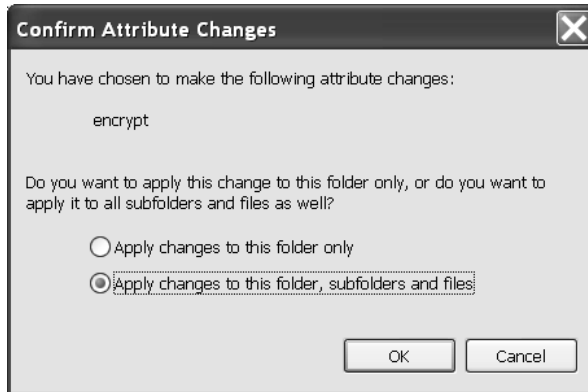 Confirm Attribute Changes
You have chosen to make the following attribute changes:
encrypt
Do you want to apply this change to this folder only, or do you want to
apply it to all subfolders and files as well?
Apply changes to this folder only
Apply changes to this folder, subfolders and files
OK
Cancel